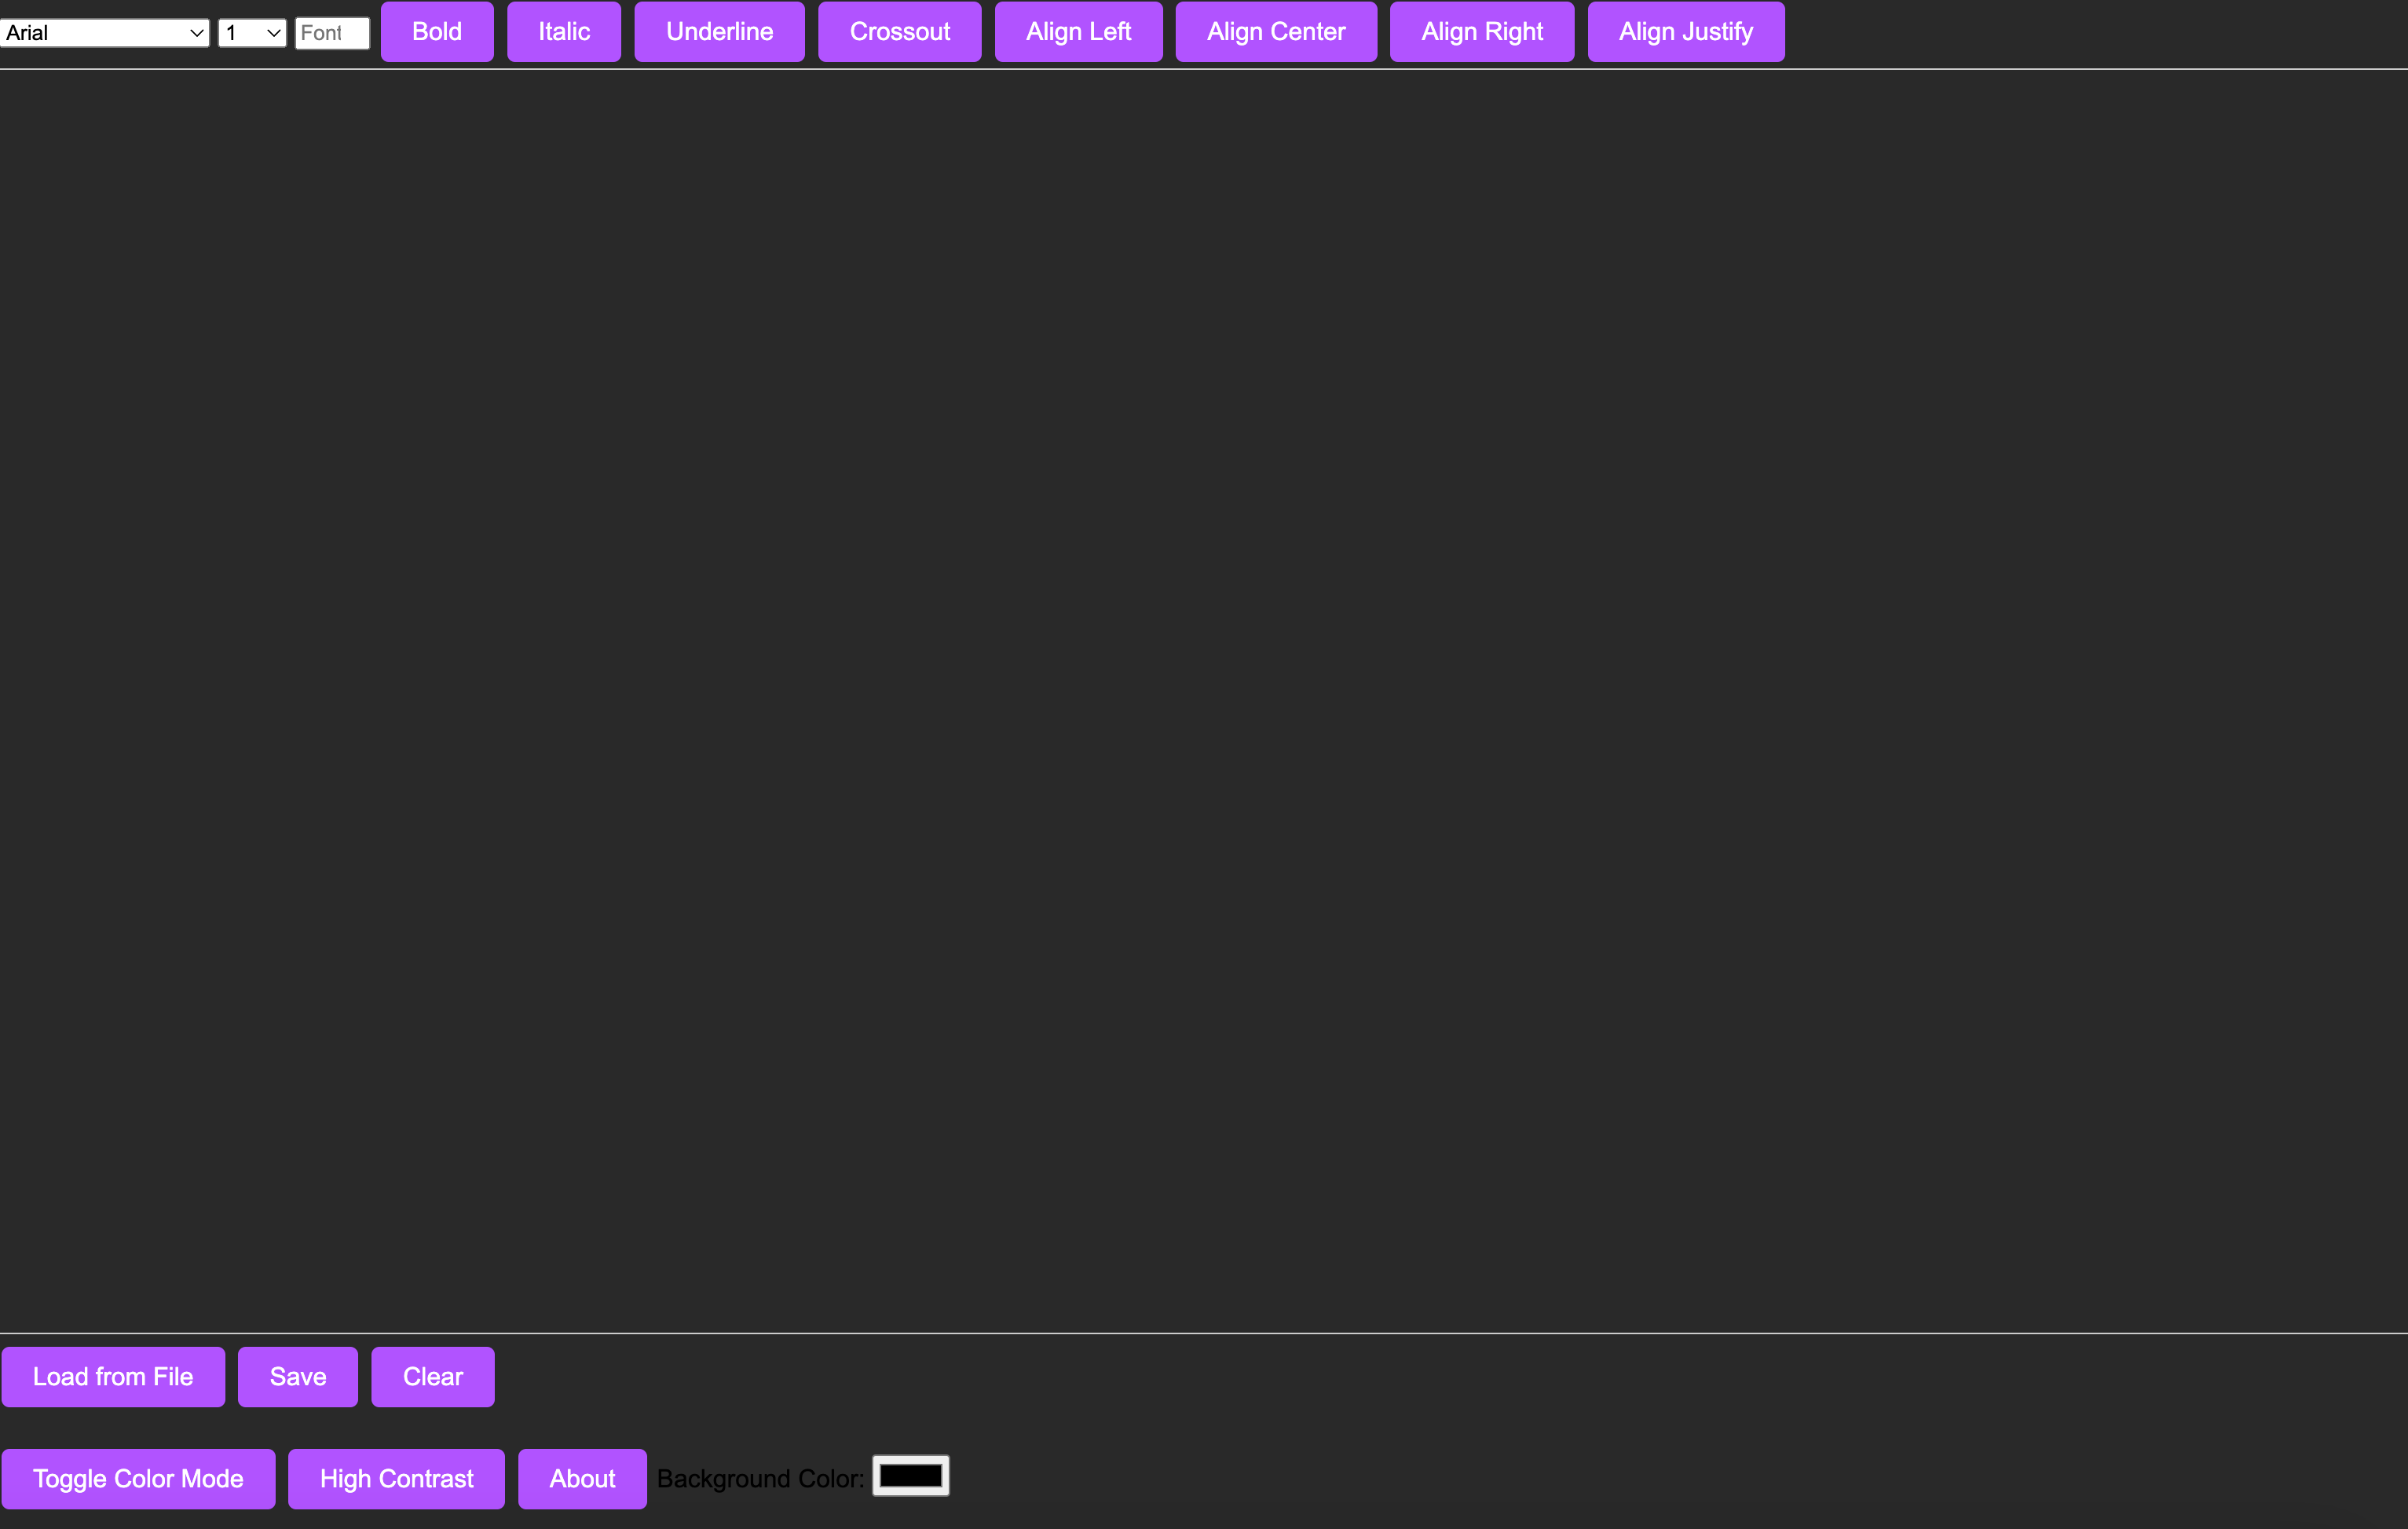 Arial 1 Font Bold Italic Underline Crossout Align Left Align Center Align Right Align Justify
Load from File Save Clear
Toggle Color Mode High Contrast About Background Color: